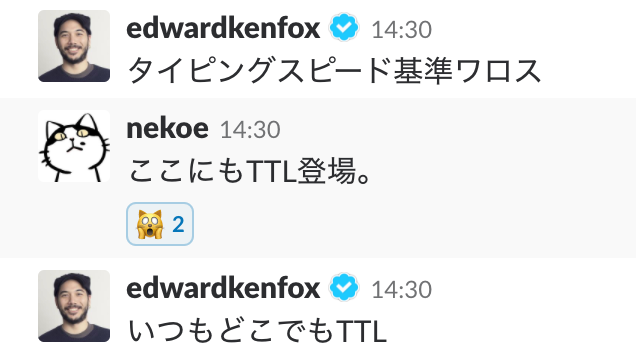 edwardkenfox 14:30
タイピングスピード基準ワロス
nekoe 14:30
ここにもTTL登場。
2
edwardkenfox 14:30
いつもどこでもTTL